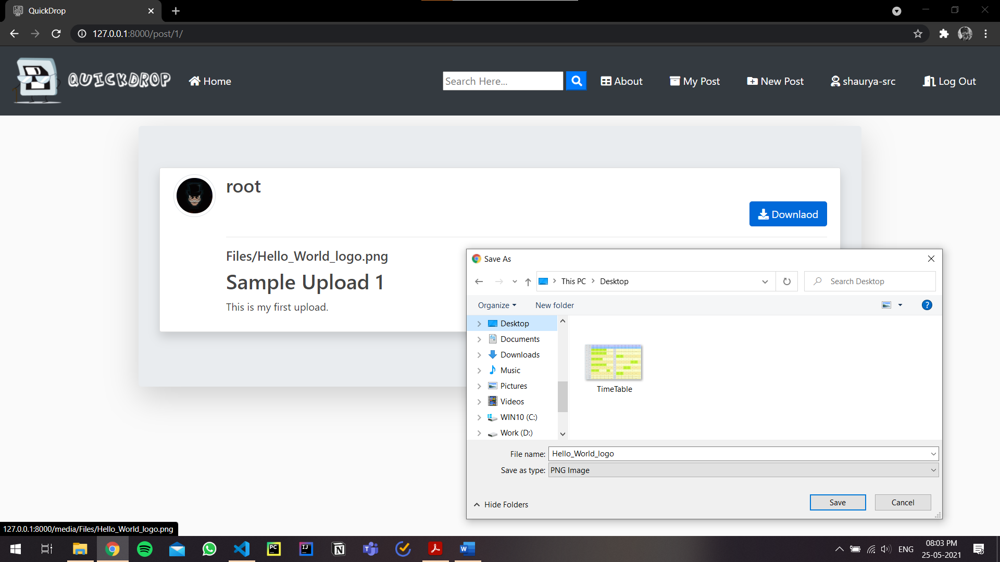 QuickDrop
127.0.0.1:8000/post/1/
QUICKDROP
Home
Search Here...
About
My Post
New Post
shaurya-src
Log Out
root
Downlaod
Files/Hello_World_logo.png
Sample Upload 1
This is my first upload.
Save As
This PC
Desktop
Search Desktop
Organize
New folder
?
Desktop
Documents
Downloads
Music
Pictures
Videos
WIN10 (C:)
Work (D:)
TimeTable
File name: Hello_World_logo
Save as type: PNG Image
Hide Folders
Save
Cancel
127.0.0.1:8000/media/Files/Hello_World_logo.png
PC
IJ
N
T
W
ENG
08:03 PM
25-05-2021